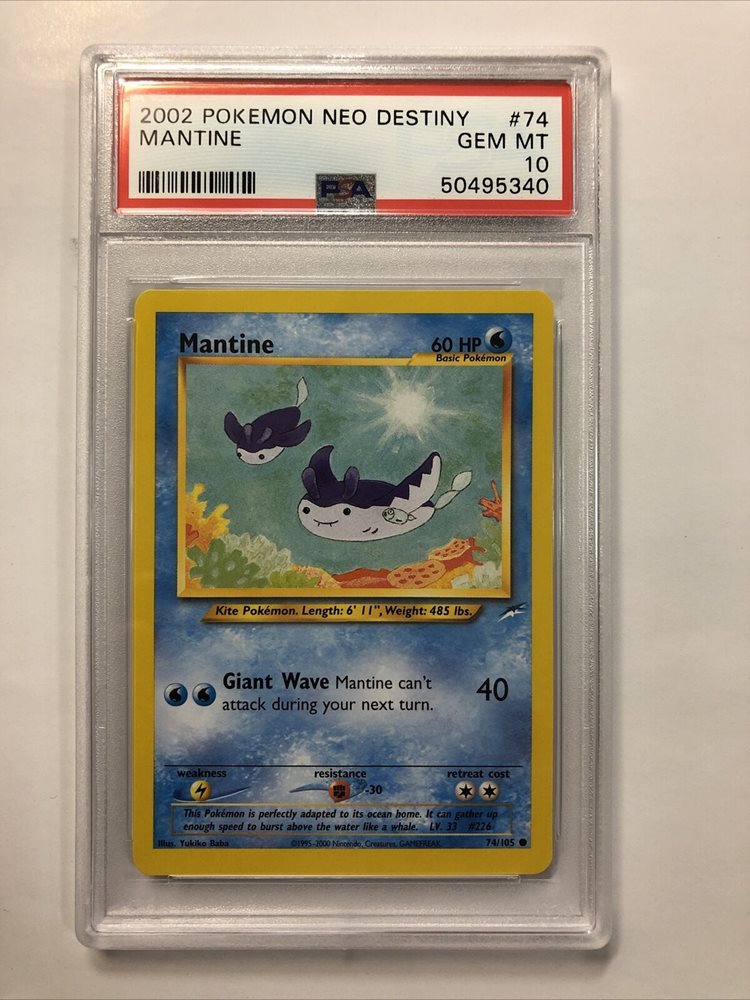 2002 POKEMON NEO DESTINY #74
MANTINE GEM MT
10
PSA 50495340
Mantine 60 HP
Basic Pokémon
Kite Pokémon. Length: 6' 11", Weight: 485 lbs.
Giant Wave Mantine can't
attack during your next turn. 40
weakness resistance retreat cost
-30
This Pokémon is perfectly adapted to its ocean home. It can gather up
enough speed to burst above the water like a whale. LV. 33 #226
Illus. Yukiko Baba ©1995-2000 Nintendo, Creatures, GAMEFREAK. 74/105